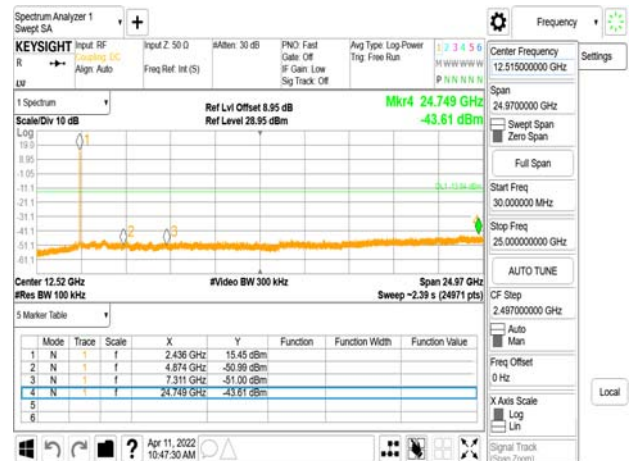 Spectrum Analyzer 1
Swept SA
+
Frequency
KEYSIGHT
R
Input: RF
Coupling: DC
Align: Auto
Input Z: 50 Ω
Freq Ref: Int (S)
#Atten: 30 dB
PNO: Fast
Gate: Off
IF Gain: Low
Sig Track: Off
Avg Type: Log-Power
Trig: Free Run
1 2 3 4 5 6
M W W W W W
P N N N N N
1 Spectrum
Scale/Div 10 dB
Ref Lvl Offset 8.95 dB
Ref Level 28.95 dBm
Mkr4 24.749 GHz
-43.61 dBm
Log
19.0
8.95
-1.05
-11.1
-21.1
-31.1
-41.1
-51.1
-61.1
1
2
3
Center 12.52 GHz
#Res BW 100 kHz
#Video BW 300 kHz
Span 24.97 GHz
Sweep ~2.39 s (24971 pts)
5 Marker Table
Mode Trace Scale X Y Function Function Width Function Value
1 N 1 f 2.436 GHz 15.45 dBm
2 N 1 f 4.874 GHz -50.99 dBm
3 N 1 f 7.311 GHz -51.00 dBm
4 N 1 f 24.749 GHz -43.61 dBm
5
6
?
Apr 11, 2022
10:47:30 AM
Center Frequency
12.515000000 GHz
Span
24.9700000 GHz
Swept Span
Zero Span
Full Span
Start Freq
30.000000 MHz
Stop Freq
25.000000000 GHz
AUTO TUNE
CF Step
2.497000000 GHz
Auto
Man
Freq Offset
0 Hz
X Axis Scale
Log
Lin
Signal Track
(Span Zoom)
Settings
Local